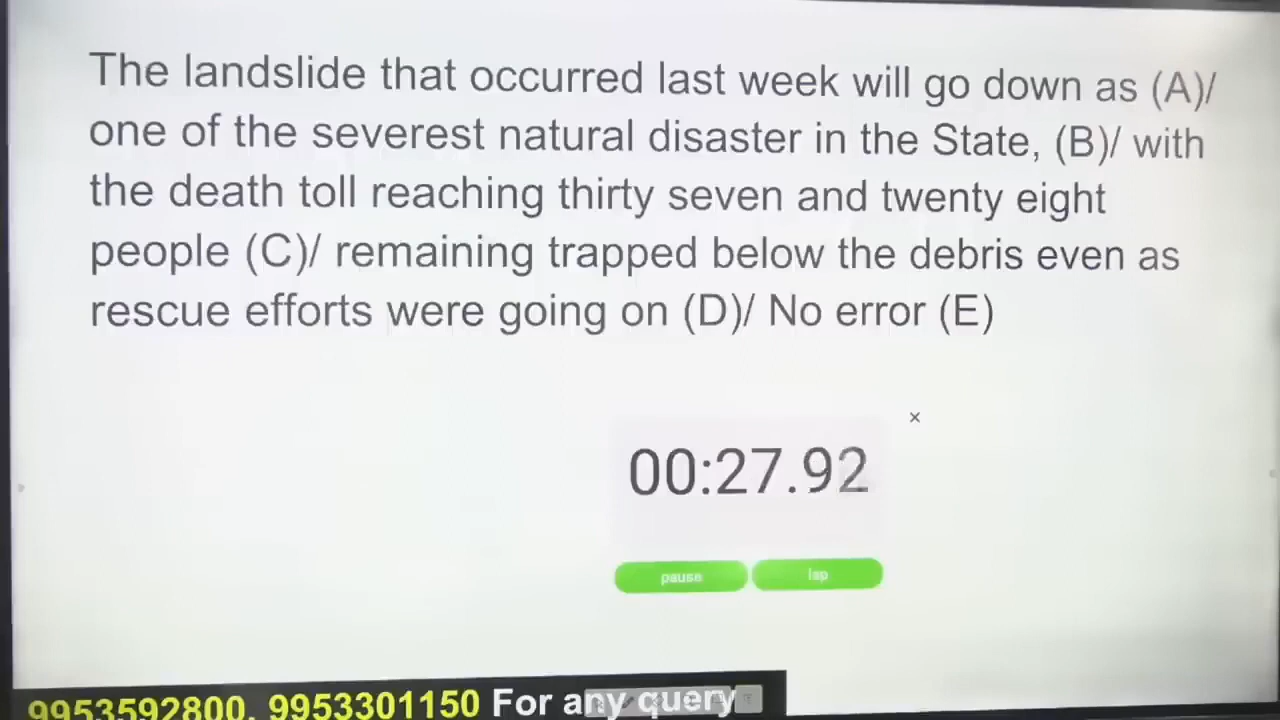 The landslide that occurred last week will go down as (A)/
one of the severest natural disaster in the State, (B)/ with
the death toll reaching thirty seven and twenty eight
people (C)/ remaining trapped below the debris even as
rescue efforts were going on (D)/ No error (E)
×
00:27.92
pause lap
9953592800, 9953301150 For any query